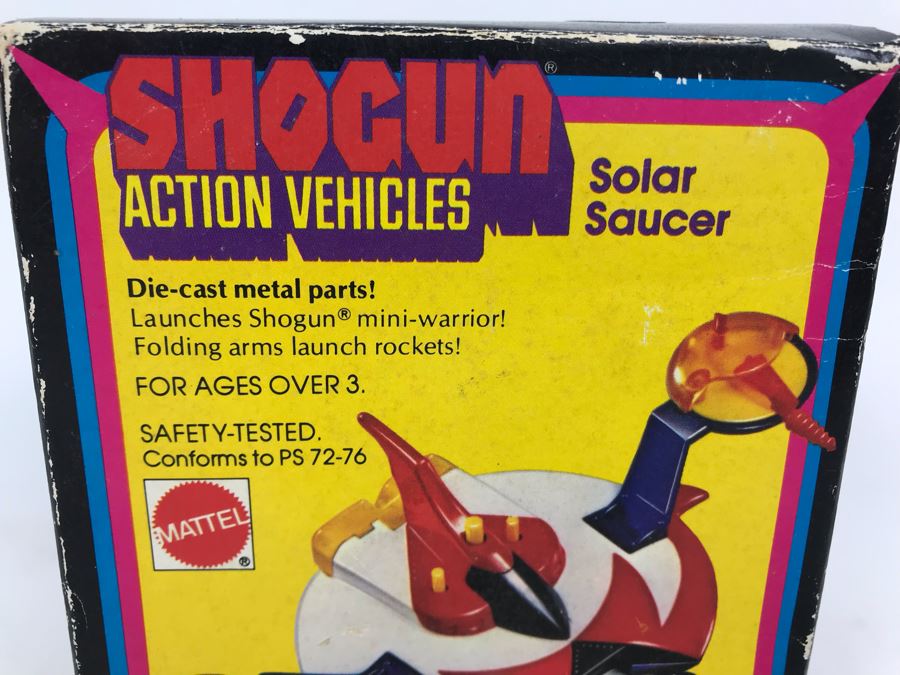 SHOGUN®
ACTION VEHICLES
Solar
Saucer
Die-cast metal parts!
Launches Shogun® mini-warrior!
Folding arms launch rockets!
FOR AGES OVER 3.
SAFETY-TESTED.
Conforms to PS 72-76
MATTEL®